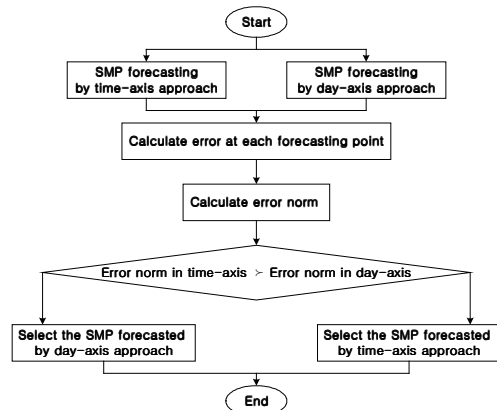 Start
SMP forecasting
by time-axis approach
SMP forecasting
by day-axis approach
Calculate error at each forecasting point
Calculate error norm
Error norm in time-axis ≻ Error norm in day-axis
Select the SMP forecasted
by day-axis approach
Select the SMP forecasted
by time-axis approach
End